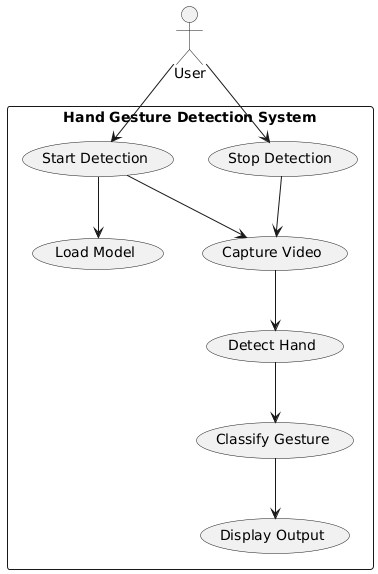 User
Hand Gesture Detection System
Start Detection
Stop Detection
Load Model
Capture Video
Detect Hand
Classify Gesture
Display Output